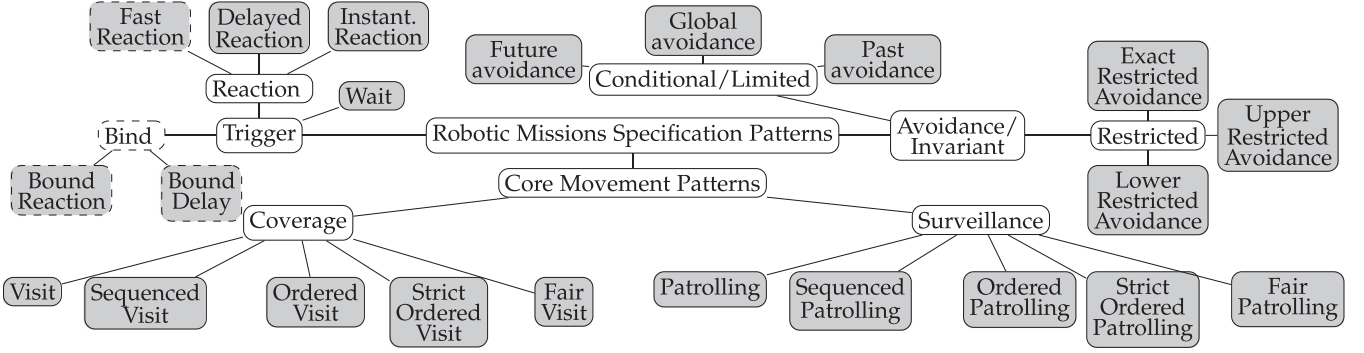 Fast
Reaction
Delayed
Reaction
Instant.
Reaction
Reaction
Wait
Bind
Trigger
Bound
Reaction
Bound
Delay
Robotic Missions Specification Patterns
Future
avoidance
Global
avoidance
Past
avoidance
Conditional/Limited
Avoidance/
Invariant
Exact
Restricted
Avoidance
Restricted
Upper
Restricted
Avoidance
Lower
Restricted
Avoidance
Core Movement Patterns
Coverage
Surveillance
Visit
Sequenced
Visit
Ordered
Visit
Strict
Ordered
Visit
Fair
Visit
Patrolling
Sequenced
Patrolling
Ordered
Patrolling
Strict
Ordered
Patrolling
Fair
Patrolling